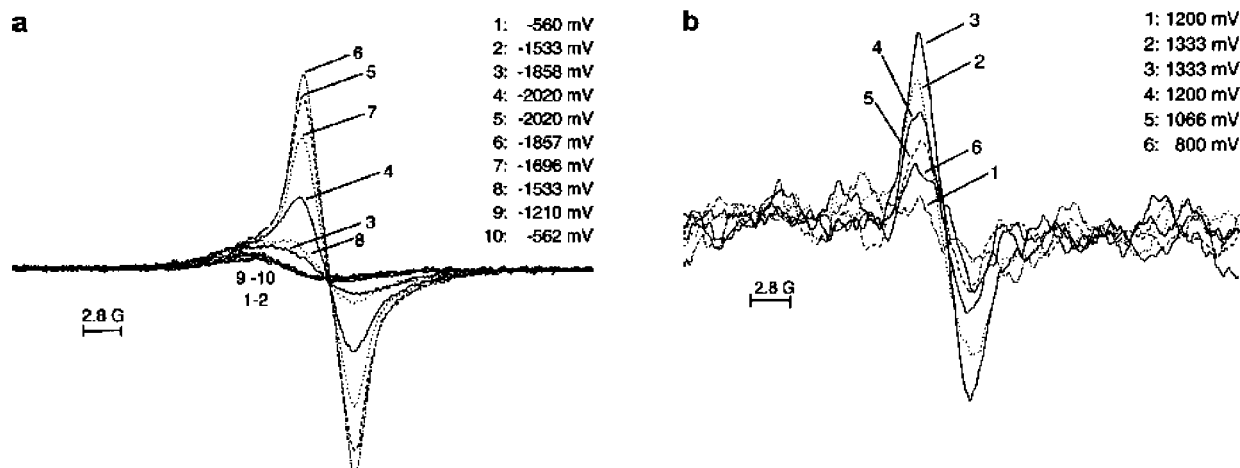 a
1: -560 mV
2: -1533 mV
3: -1858 mV
4: -2020 mV
5: -2020 mV
6: -1857 mV
7: -1696 mV
8: -1533 mV
9: -1210 mV
10: -562 mV
6
5
7
4
3
8
9 -10
1-2
2.8 G
b
1: 1200 mV
2: 1333 mV
3: 1333 mV
4: 1200 mV
5: 1066 mV
6: 800 mV
3
4
2
5
6
1
2.8 G